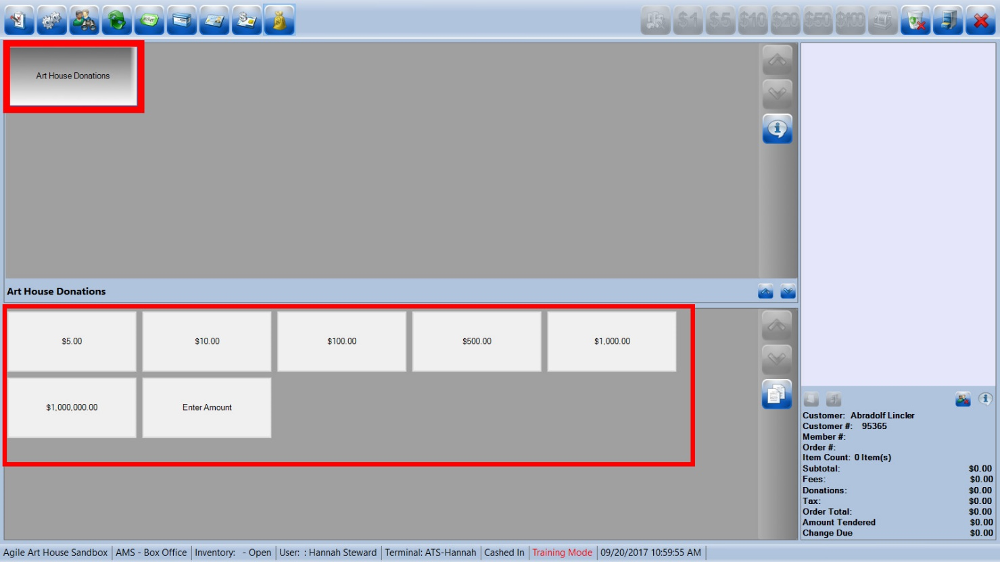 $1 $5 $10 $20 $50 $100
Art House Donations
Art House Donations
$5.00 $10.00 $100.00 $500.00 $1,000.00
$1,000,000.00 Enter Amount
Customer: Abradolf Lincler
Customer #: 95365
Member #:
Order #:
Item Count: 0 Item(s)
Subtotal: $0.00
Fees: $0.00
Donations: $0.00
Tax: $0.00
Order Total: $0.00
Amount Tendered $0.00
Change Due $0.00
Agile Art House Sandbox AMS - Box Office Inventory: - Open User: : Hannah Steward Terminal: ATS-Hannah Cashed In Training Mode 09/20/2017 10:59:55 AM